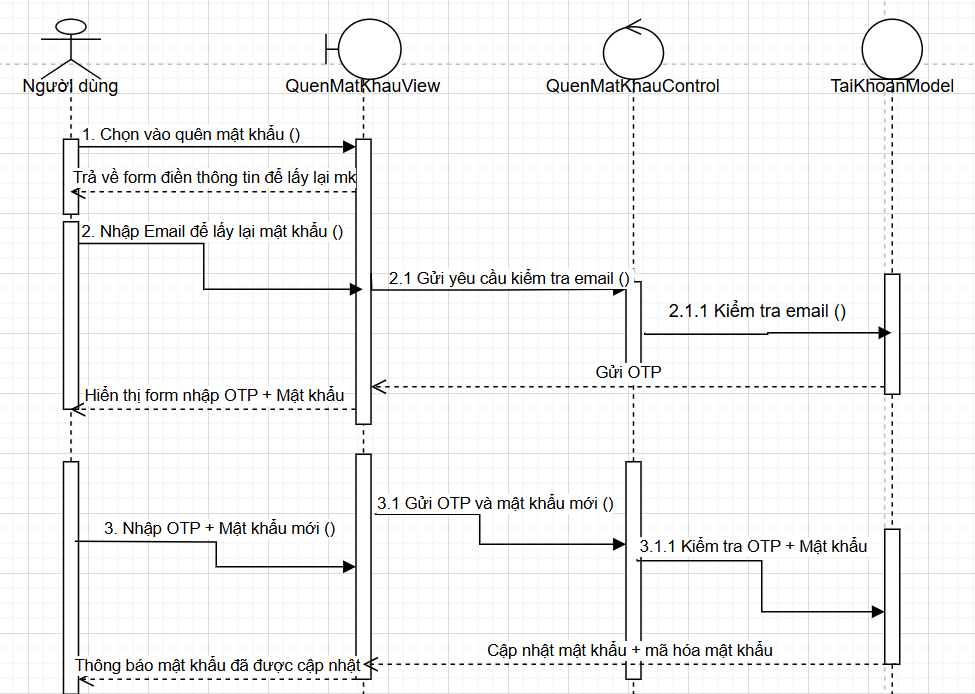 Người dùng
QuenMatKhauView
QuenMatKhauControl
TaiKhoanModel
1. Chọn vào quên mật khẩu ()
Trả về form điền thông tin để lấy lại mk
2. Nhập Email để lấy lại mật khẩu ()
2.1 Gửi yêu cầu kiểm tra email ()
2.1.1 Kiểm tra email ()
Gửi OTP
Hiển thị form nhập OTP + Mật khẩu
3.1 Gửi OTP và mật khẩu mới ()
3. Nhập OTP + Mật khẩu mới ()
3.1.1 Kiểm tra OTP + Mật khẩu
Cập nhật mật khẩu + mã hóa mật khẩu
Thông báo mật khẩu đã được cập nhật